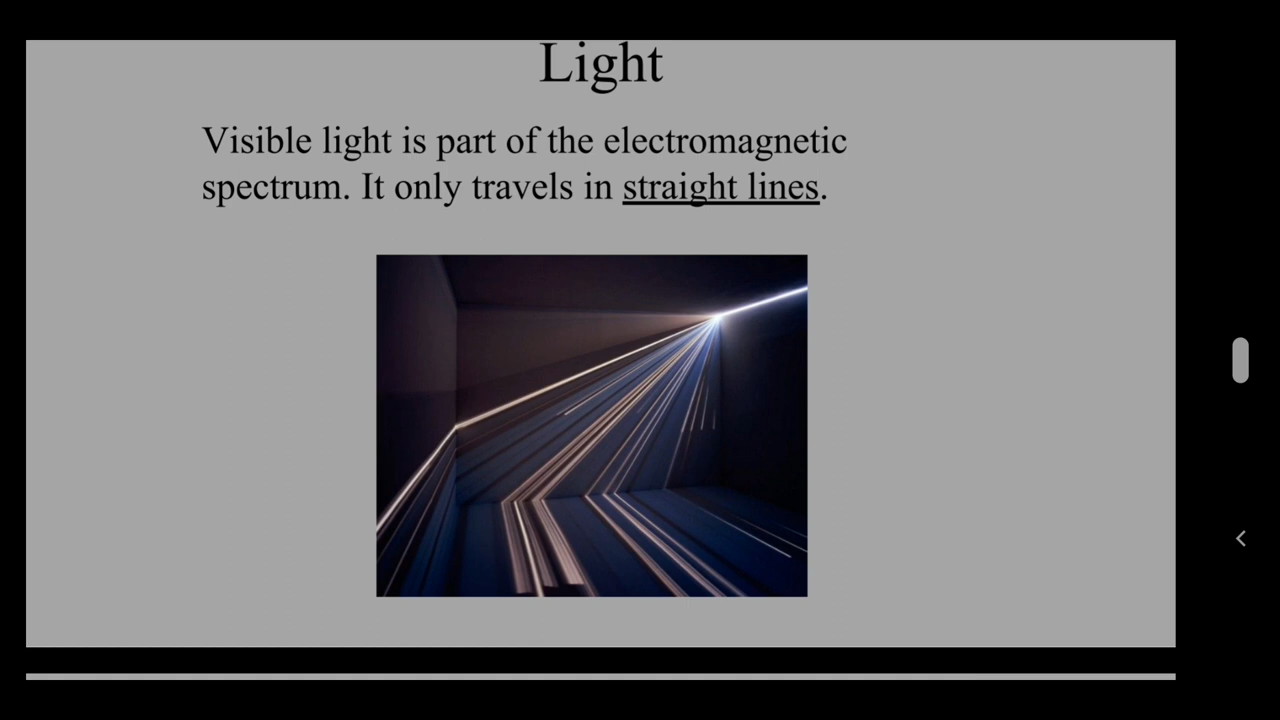 Light
Visible light is part of the electromagnetic
spectrum. It only travels in straight lines.